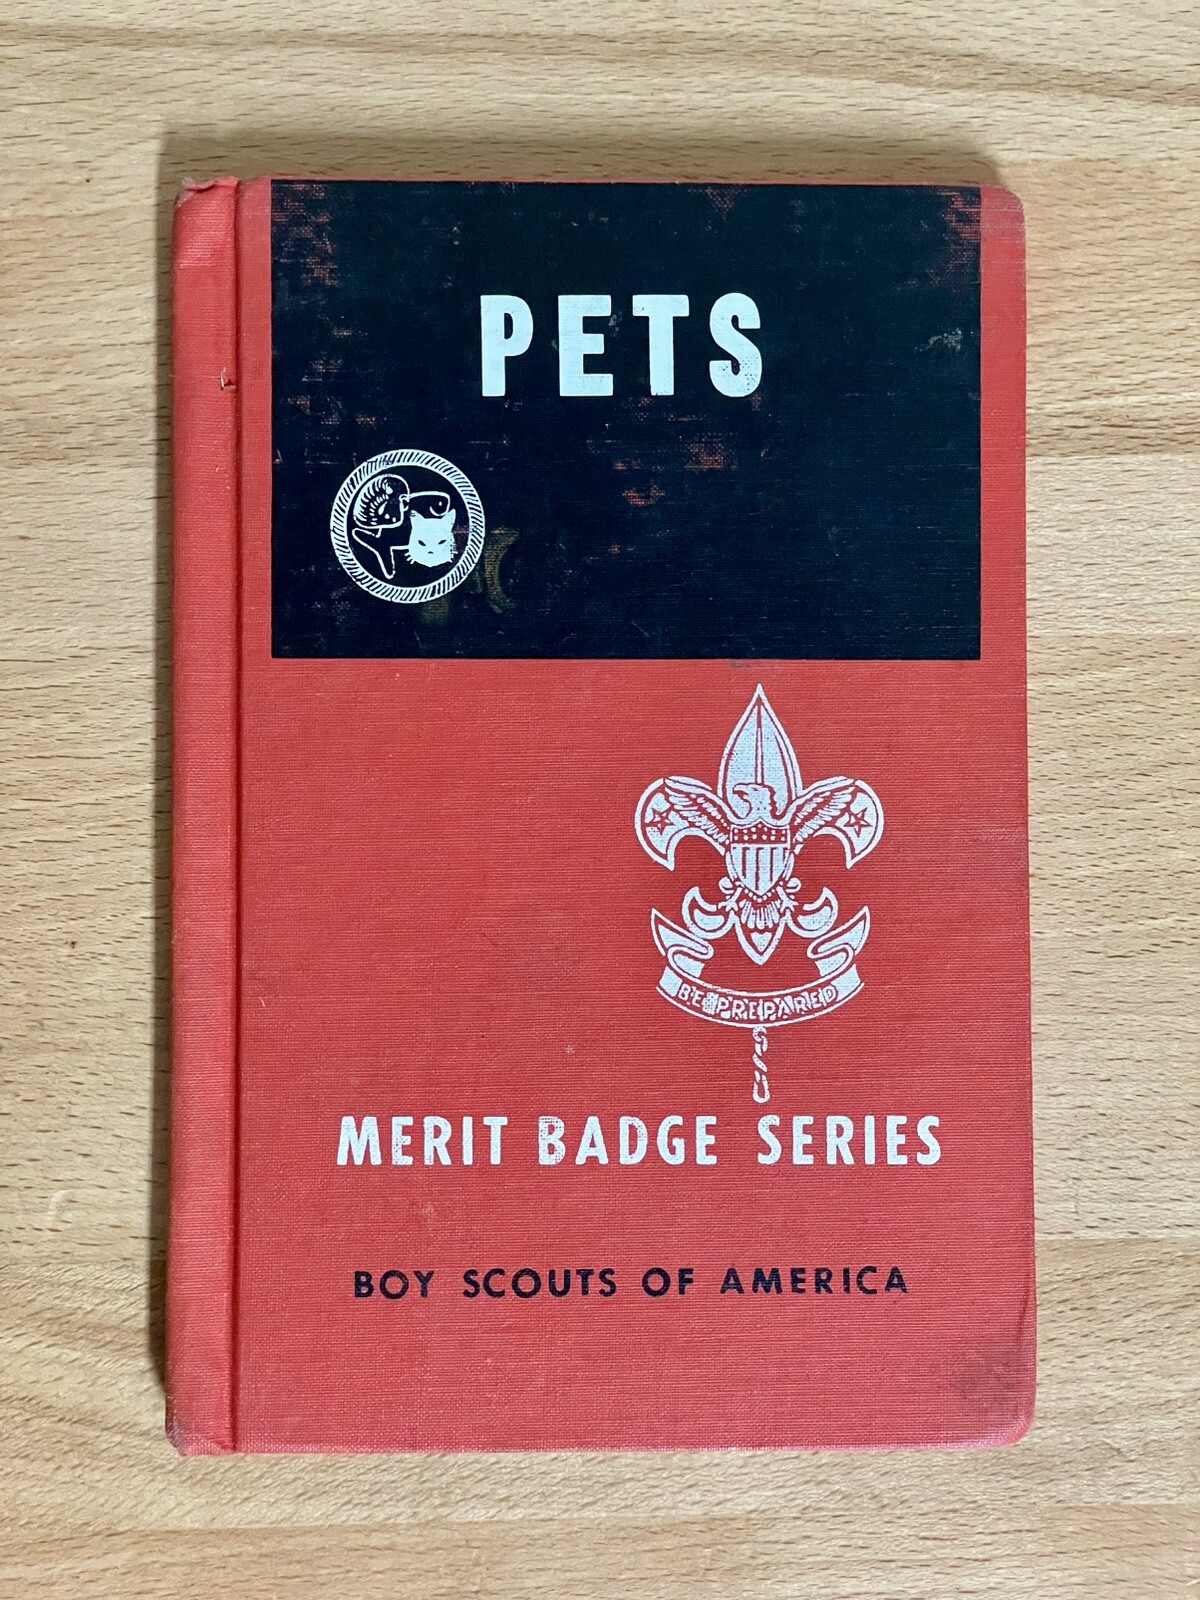 PETS
BE PREPARED
MERIT BADGE SERIES
BOY SCOUTS OF AMERICA